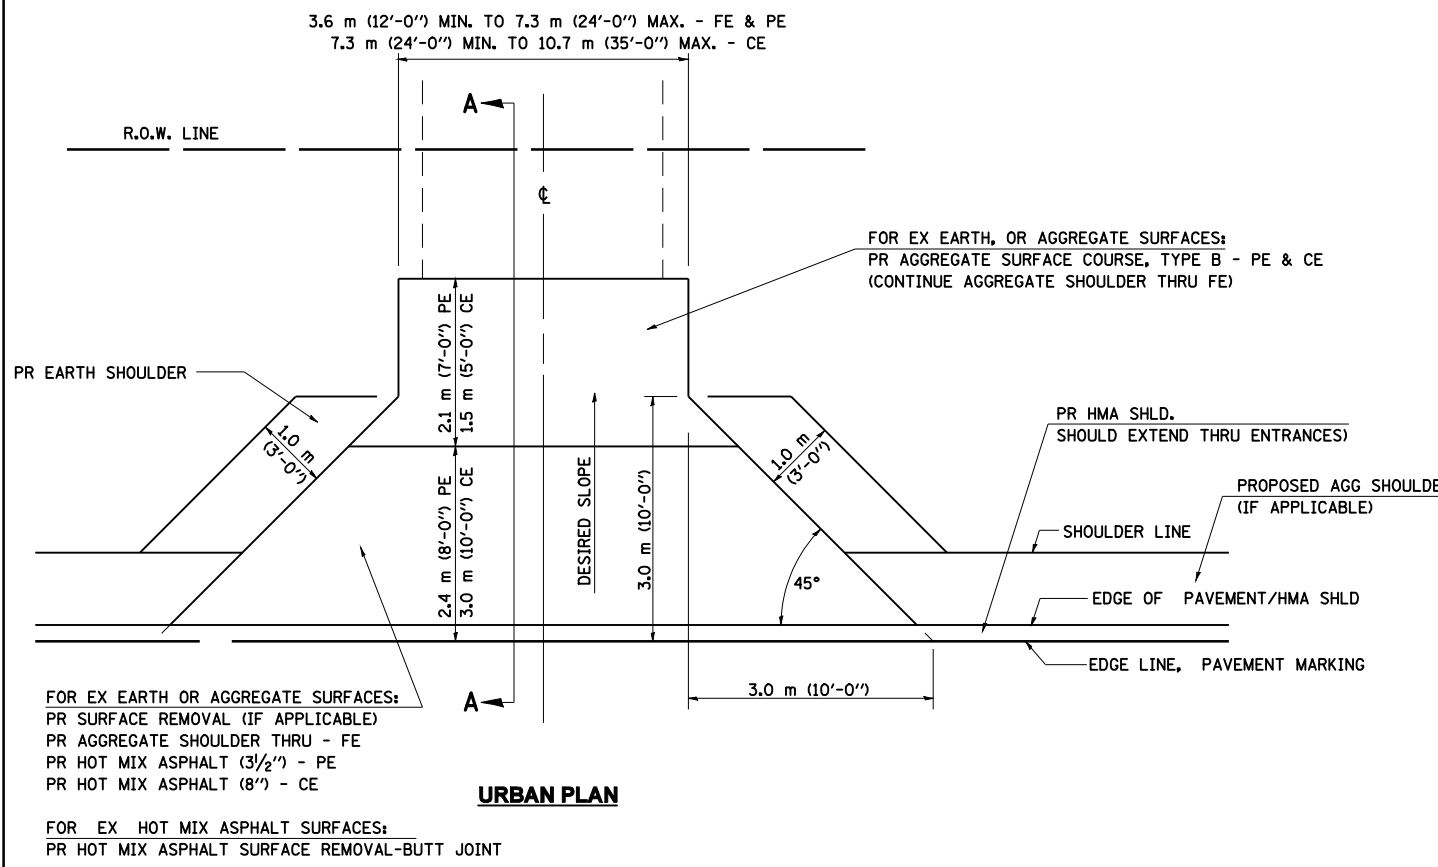 3.6 m (12'-0") MIN. TO 7.3 m (24'-0") MAX. - FE & PE
7.3 m (24'-0") MIN. TO 10.7 m (35'-0") MAX. - CE
A
R.O.W. LINE
℄
FOR EX EARTH, OR AGGREGATE SURFACES:
PR AGGREGATE SURFACE COURSE, TYPE B - PE & CE
(CONTINUE AGGREGATE SHOULDER THRU FE)
2.1 m (7'-0") PE
1.5 m (5'-0") CE
PR EARTH SHOULDER
1.0 m
(3'-0")
1.0 m
(3'-0")
PR HMA SHLD.
SHOULD EXTEND THRU ENTRANCES)
PROPOSED AGG SHOULDE
(IF APPLICABLE)
2.4 m (8'-0") PE
3.0 m (10'-0") CE
DESIRED SLOPE
3.0 m (10'-0")
45°
SHOULDER LINE
EDGE OF PAVEMENT/HMA SHLD
EDGE LINE, PAVEMENT MARKING
3.0 m (10'-0")
A
FOR EX EARTH OR AGGREGATE SURFACES:
PR SURFACE REMOVAL (IF APPLICABLE)
PR AGGREGATE SHOULDER THRU - FE
PR HOT MIX ASPHALT (3½") - PE
PR HOT MIX ASPHALT (8") - CE
URBAN PLAN
FOR EX HOT MIX ASPHALT SURFACES:
PR HOT MIX ASPHALT SURFACE REMOVAL-BUTT JOINT